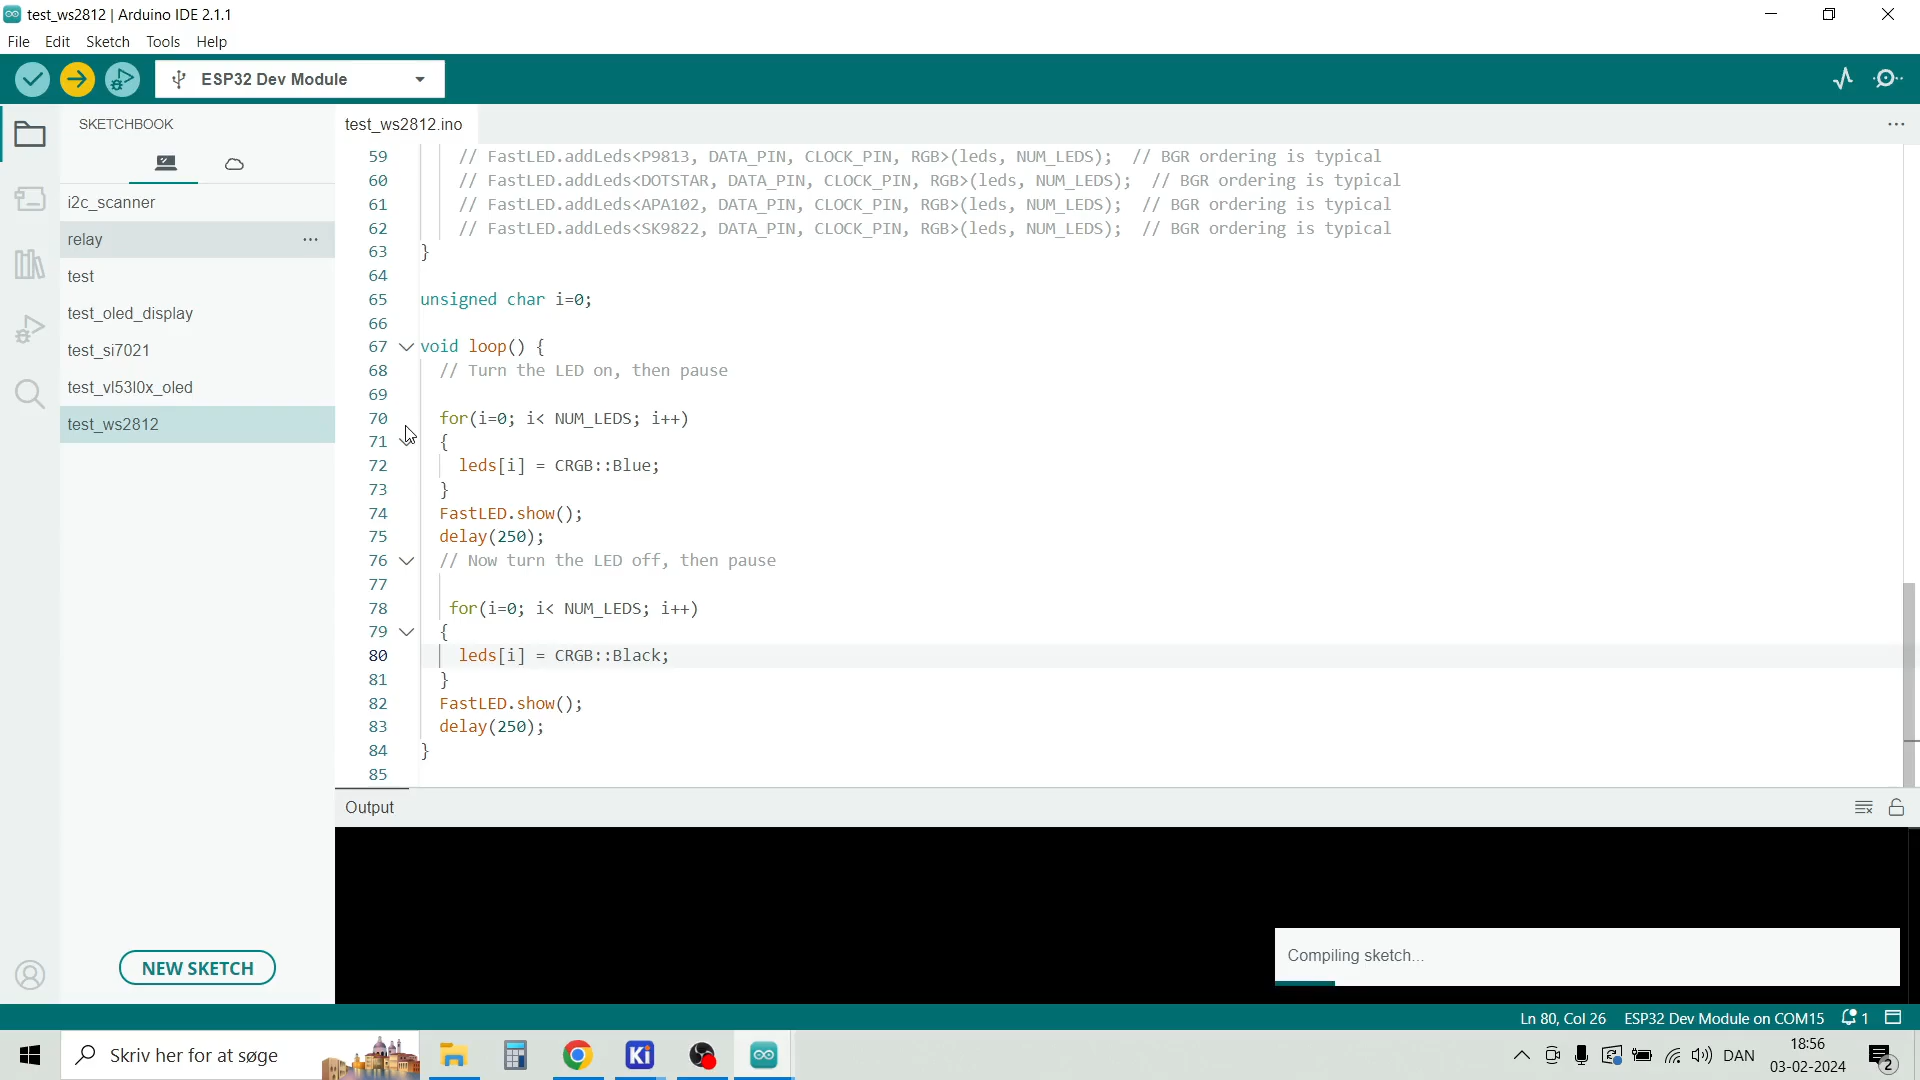 test_ws2812 | Arduino IDE 2.1.1
File Edit Sketch Tools Help
ESP32 Dev Module
SKETCHBOOK
i2c_scanner
relay
test
test_oled_display
test_si7021
test_vl53l0x_oled
test_ws2812
NEW SKETCH
test_ws2812.ino
59 // FastLED.addLeds<P9813, DATA_PIN, CLOCK_PIN, RGB>(leds, NUM_LEDS); // BGR ordering is typical
60 // FastLED.addLeds<DOTSTAR, DATA_PIN, CLOCK_PIN, RGB>(leds, NUM_LEDS); // BGR ordering is typical
61 // FastLED.addLeds<APA102, DATA_PIN, CLOCK_PIN, RGB>(leds, NUM_LEDS); // BGR ordering is typical
62 // FastLED.addLeds<SK9822, DATA_PIN, CLOCK_PIN, RGB>(leds, NUM_LEDS); // BGR ordering is typical
63 }
64
65 unsigned char i=0;
66
67 void loop() {
68 // Turn the LED on, then pause
69
70 for(i=0; i< NUM_LEDS; i++)
71 {
72 leds[i] = CRGB::Blue;
73 }
74 FastLED.show();
75 delay(250);
76 // Now turn the LED off, then pause
77
78 for(i=0; i< NUM_LEDS; i++)
79 {
80 leds[i] = CRGB::Black;
81 }
82 FastLED.show();
83 delay(250);
84 }
85
Output
Compiling sketch...
Ln 80, Col 26 ESP32 Dev Module on COM15 1
Skriv her for at søge
Ki
DAN
18:56
03-02-2024
2